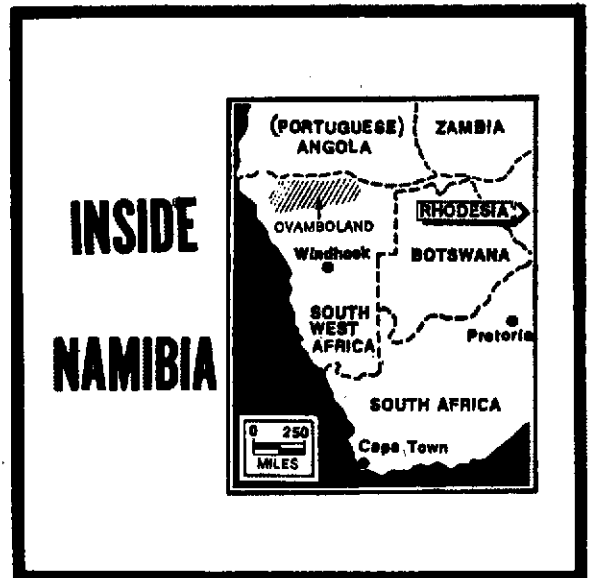 INSIDE
NAMIBIA
(PORTUGUESE)
ANGOLA
ZAMBIA
OVAMBOLAND
RHODESIA
Windhoek
BOTSWANA
SOUTH
WEST
AFRICA
Pretoria
SOUTH AFRICA
0 250
MILES
Cape Town